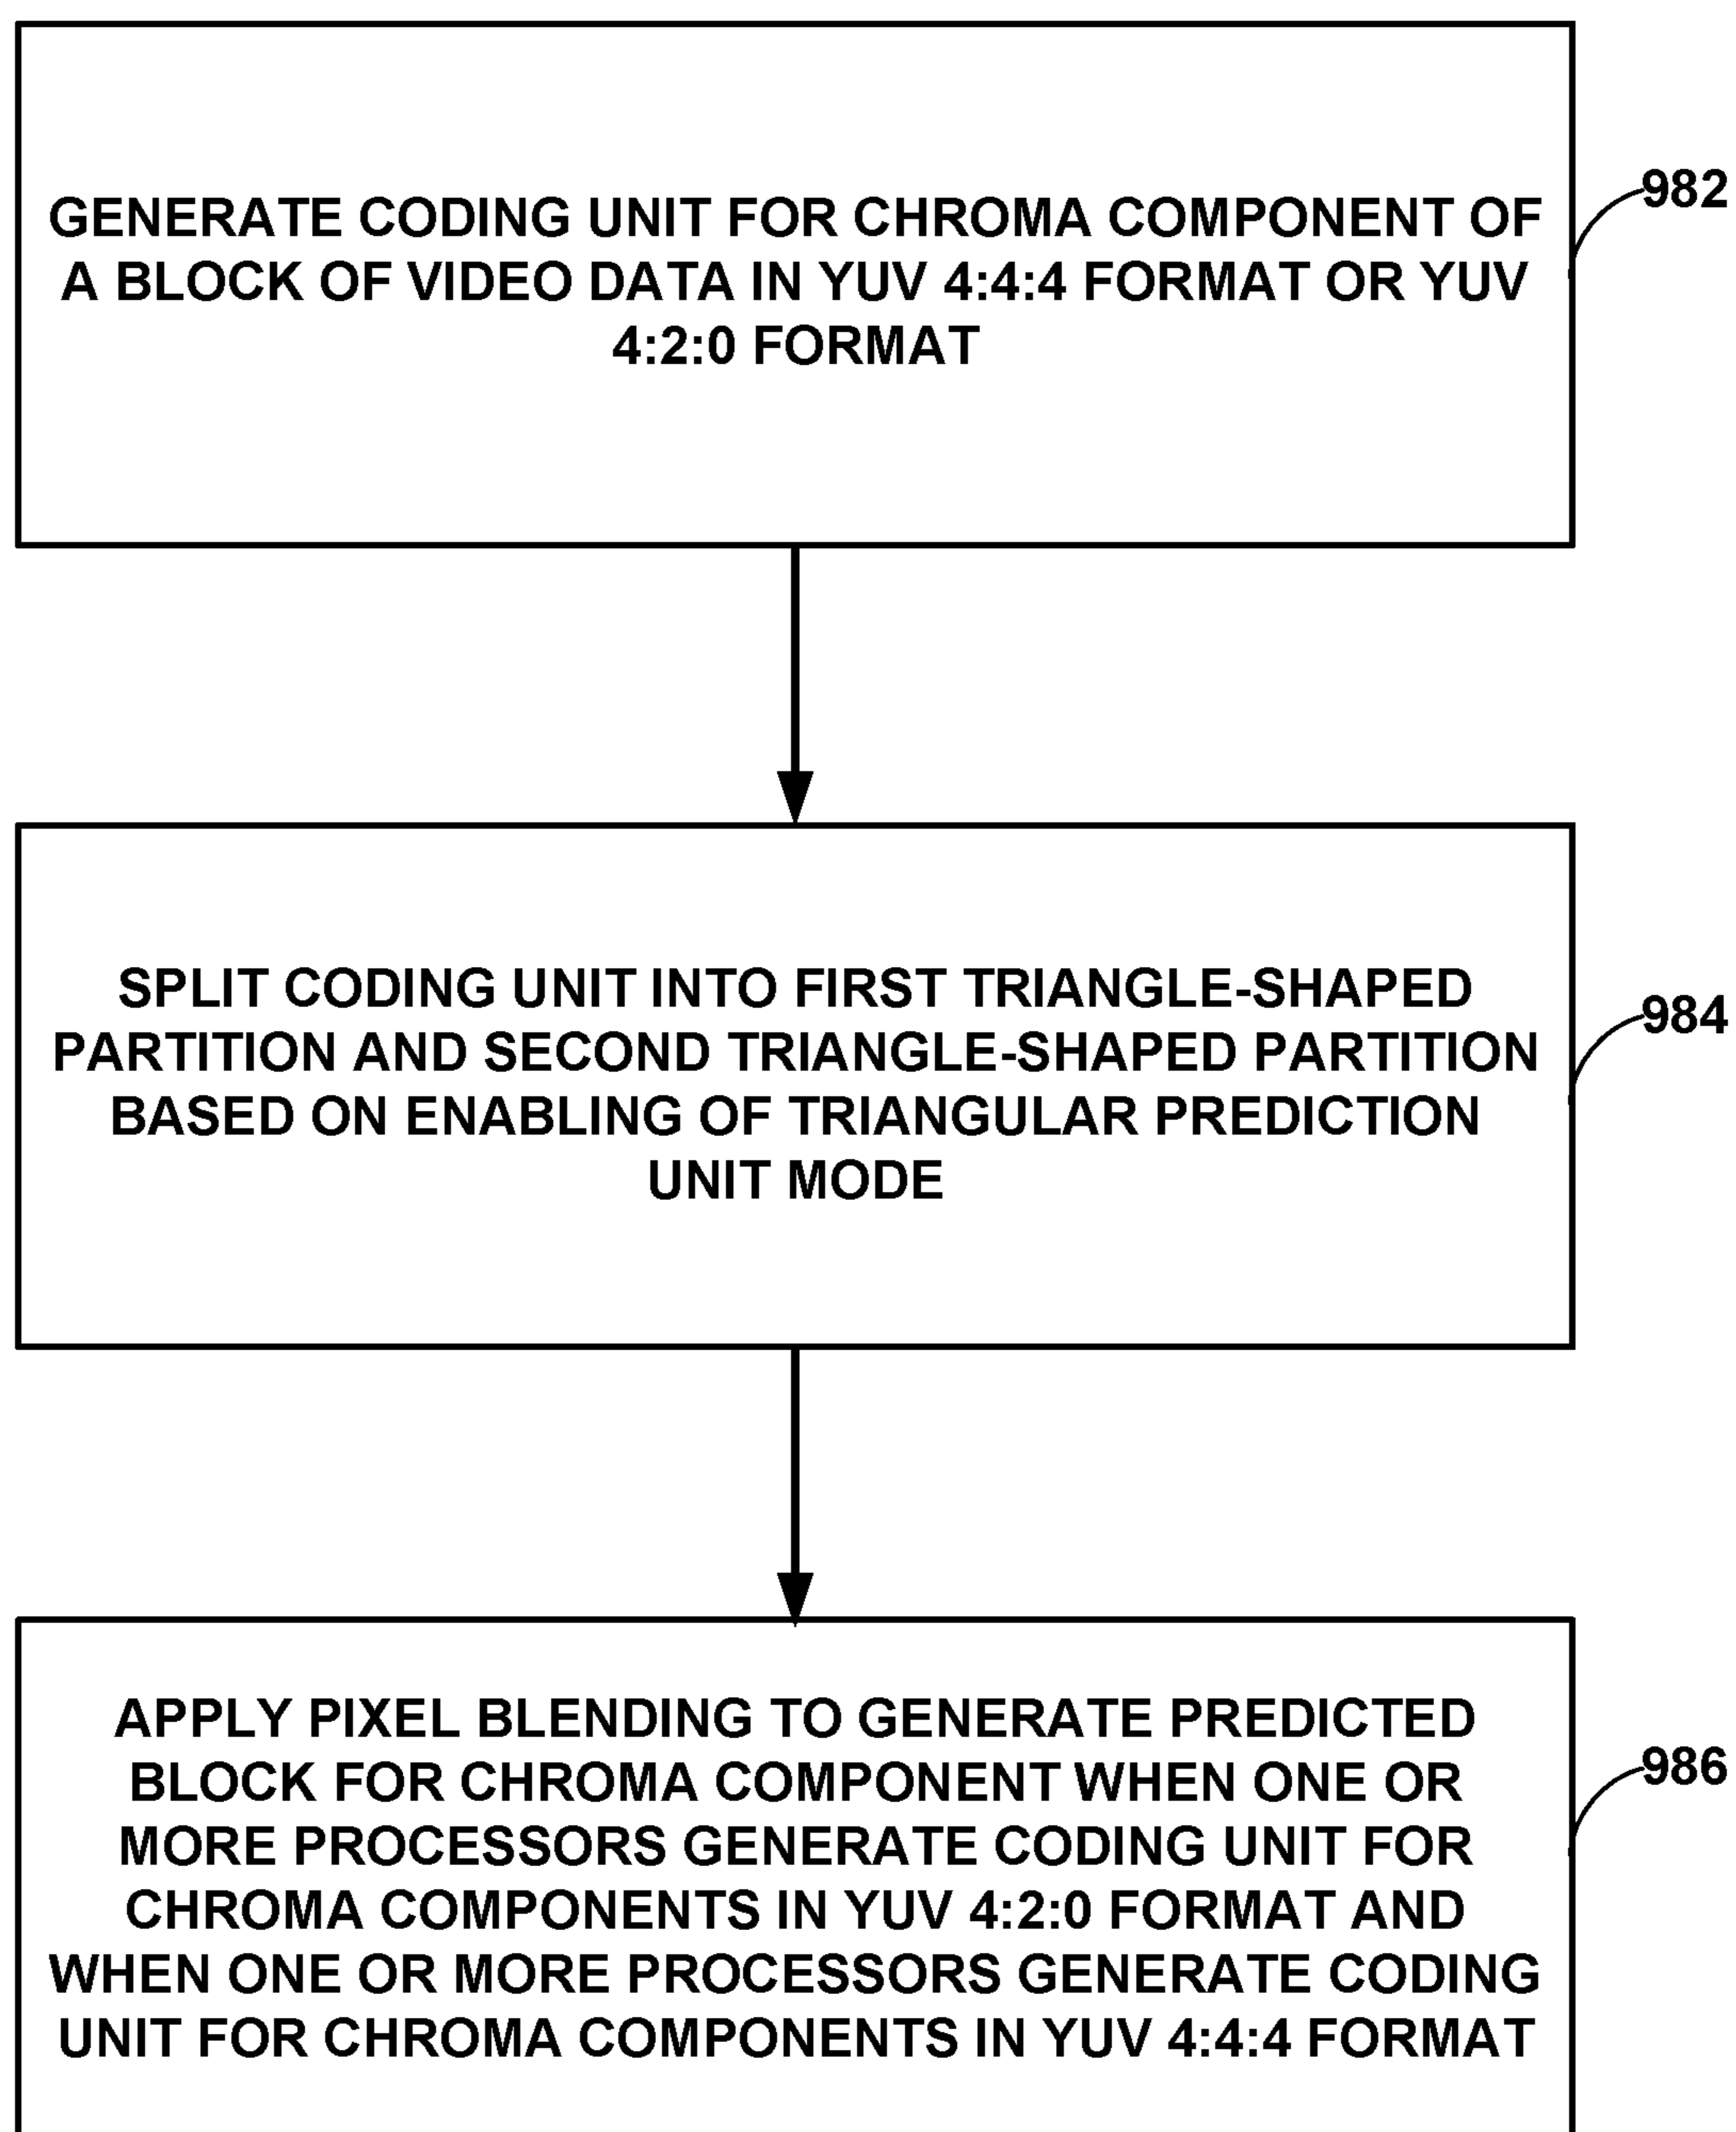 GENERATE CODING UNIT FOR CHROMA COMPONENT OF
A BLOCK OF VIDEO DATA IN YUV 4:4:4 FORMAT OR YUV
4:2:0 FORMAT
982
SPLIT CODING UNIT INTO FIRST TRIANGLE-SHAPED
PARTITION AND SECOND TRIANGLE-SHAPED PARTITION
BASED ON ENABLING OF TRIANGULAR PREDICTION
UNIT MODE
984
APPLY PIXEL BLENDING TO GENERATE PREDICTED
BLOCK FOR CHROMA COMPONENT WHEN ONE OR
MORE PROCESSORS GENERATE CODING UNIT FOR
CHROMA COMPONENTS IN YUV 4:2:0 FORMAT AND
WHEN ONE OR MORE PROCESSORS GENERATE CODING
UNIT FOR CHROMA COMPONENTS IN YUV 4:4:4 FORMAT
986